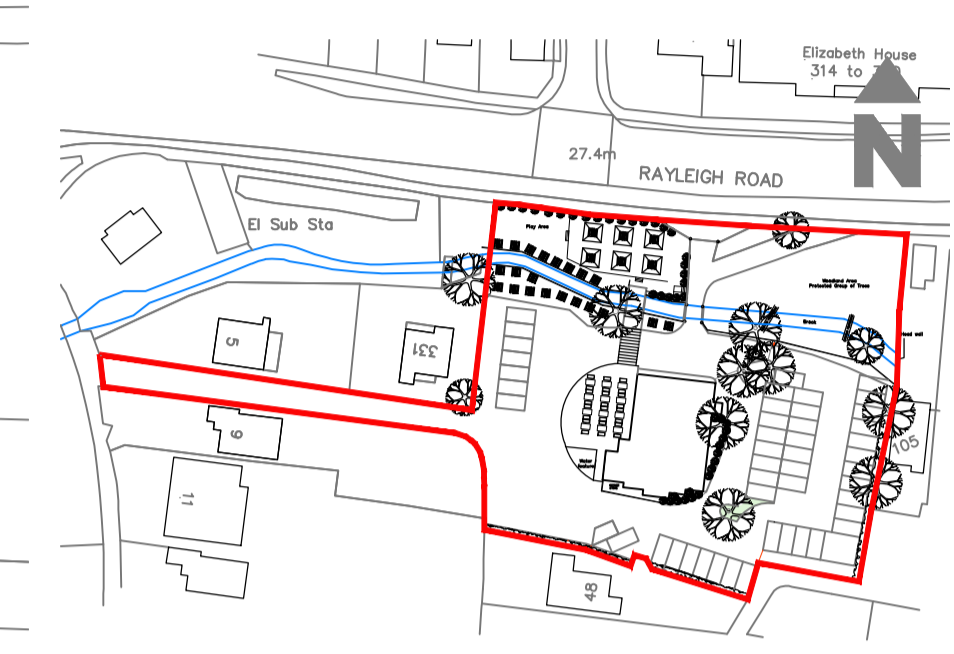 Elizabeth House
314 to
N
27.4m
RAYLEIGH ROAD
El Sub Sta
Play Area
Woodland Area
Protected Group of Trees
Brook
5
331
105
9
Water
11
48